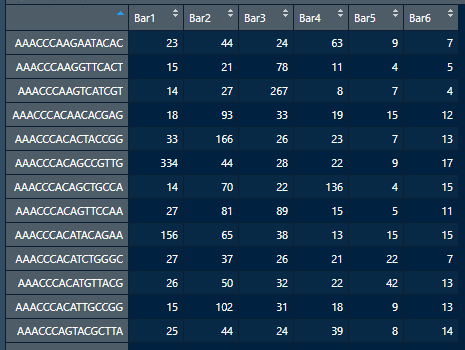 Bar1 Bar2 Bar3 Bar4 Bar5 Bar6
AAACCCAAGAATACAC 23 44 24 63 9 7
AAACCCAAGGTTCACT 15 21 78 11 4 5
AAACCCAAGTCATCGT 14 27 267 8 7 4
AAACCCACAACACGAG 18 93 33 19 15 12
AAACCCACACTACCGG 33 166 26 23 7 13
AAACCCACAGCCGTTG 334 44 28 22 9 17
AAACCCACAGCTGCCA 14 70 22 136 4 15
AAACCCACAGTTCCAA 27 81 89 15 5 11
AAACCCACATACAGAA 156 65 38 13 15 15
AAACCCACATCTGGGC 27 37 26 21 22 7
AAACCCACATGTTACG 26 50 32 22 42 13
AAACCCACATTGCCGG 15 102 31 18 9 13
AAACCCAGTACGCTTA 25 44 24 39 8 14